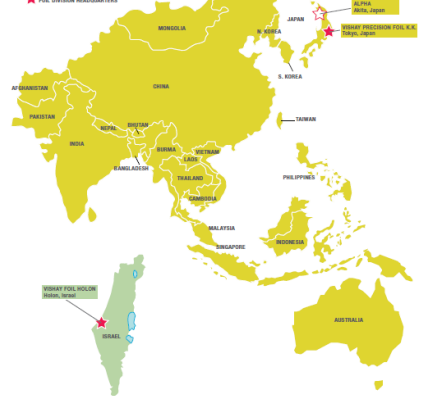 FOIL DIVISION HEADQUARTERS
ALPHA
Akita, Japan
JAPAN
MONGOLIA
N. KOREA
VISHAY PRECISION FOIL K.K.
Tokyo, Japan
S. KOREA
CHINA
AFGHANISTAN
PAKISTAN
TAIWAN
NEPAL
BHUTAN
INDIA
BURMA
VIETNAM
LAOS
BANGLADESH
THAILAND
PHILIPPINES
CAMBODIA
MALAYSIA
SINGAPORE
INDONESIA
VISHAY FOIL HOLON
Holon, Israel
AUSTRALIA
ISRAEL